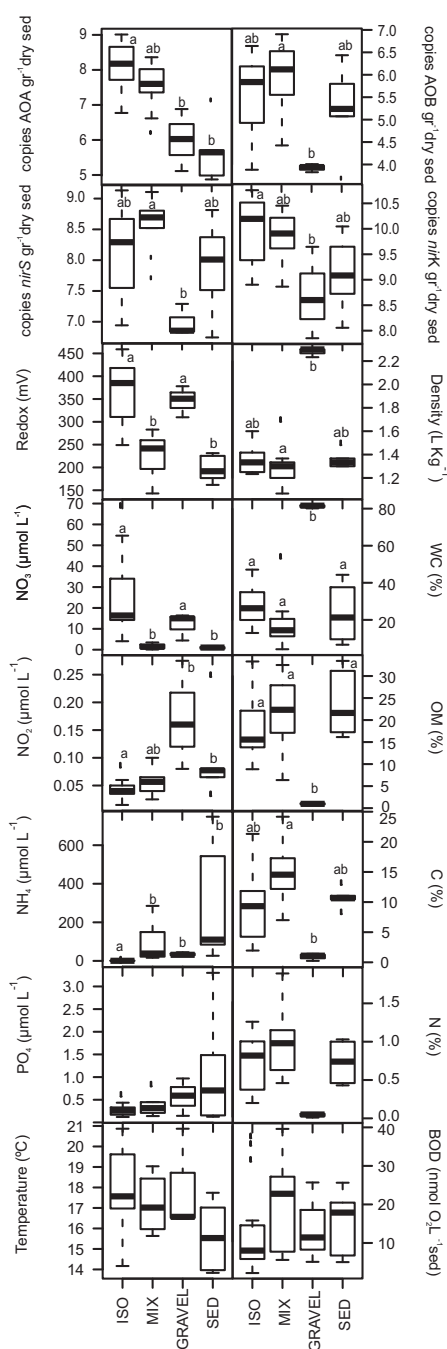 copies AOA gr⁻¹dry sed
9
8
7
6
5
a
ab
b
b
ab
a
b
ab
7.0
6.5
6.0
5.5
5.0
4.5
4.0
copies AOB gr⁻¹dry sed
copies nirS gr⁻¹dry sed
9.0
8.5
8.0
7.5
7.0
ab
a
b
ab
a
ab
b
ab
10.5
10.0
9.5
9.0
8.5
8.0
copies nirK gr⁻¹dry sed
Redox (mV)
450
400
350
300
250
200
150
a
b
a
b
ab
a
b
ab
2.2
2.0
1.8
1.6
1.4
1.2
Density (L Kg⁻¹)
NO₃ (µmol L⁻¹)
70
60
50
40
30
20
10
0
a
b
a
b
a
a
b
a
80
60
40
20
WC (%)
NO₂ (µmol L⁻¹)
0.25
0.20
0.15
0.10
0.05
a
ab
b
b
a
a
b
a
30
25
20
15
10
5
0
OM (%)
NH₄ (µmol L⁻¹)
600
400
200
0
a
b
b
b
ab
a
b
ab
25
20
15
10
5
0
C (%)
PO₄ (µmol L⁻¹)
3.0
2.5
2.0
1.5
1.0
0.5
1.5
1.0
0.5
0.0
N (%)
Temperature (ºC)
21
20
19
18
17
16
15
14
40
30
20
10
BOD (nmol O₂L⁻¹sed)
ISO
MIX
GRAVEL
SED
ISO
MIX
GRAVEL
SED